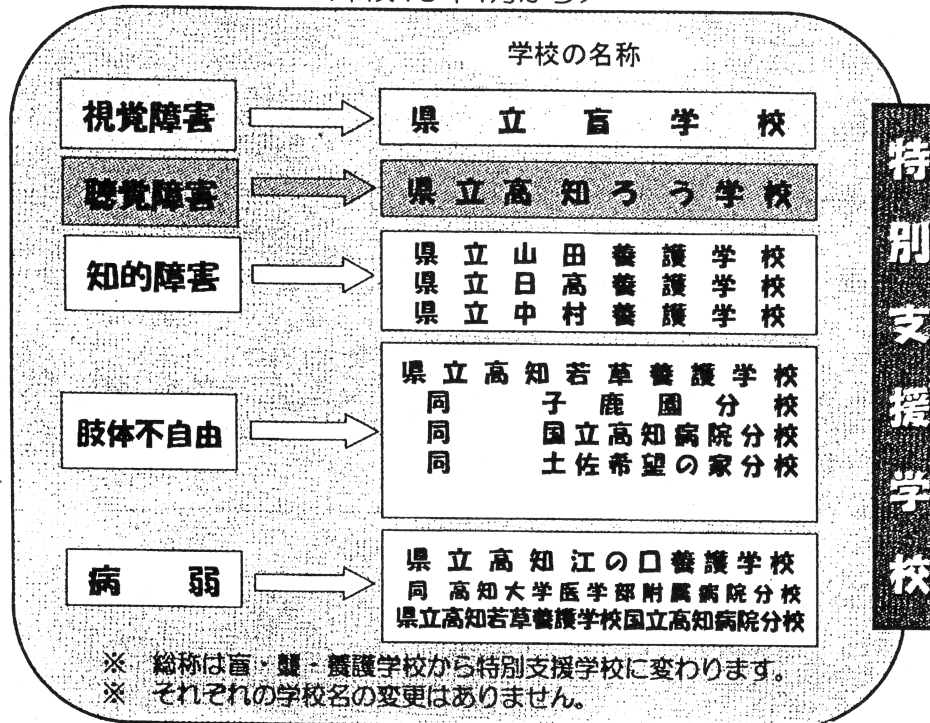 学校の名称
視覚障害
県立盲学校
聴覚障害
県立高知ろう学校
知的障害
県立山田養護学校
県立日高養護学校
県立中村養護学校
肢体不自由
県立高知若草養護学校
同 子鹿園分校
同 国立高知病院分校
同 土佐希望の家分校
病弱
県立高知江の口養護学校
同 高知大学医学部附属病院分校
県立高知若草養護学校国立高知病院分校
特別支援学校
※ 総称は盲・聾・養護学校から特別支援学校に変わります。
※ それぞれの学校名の変更はありません。